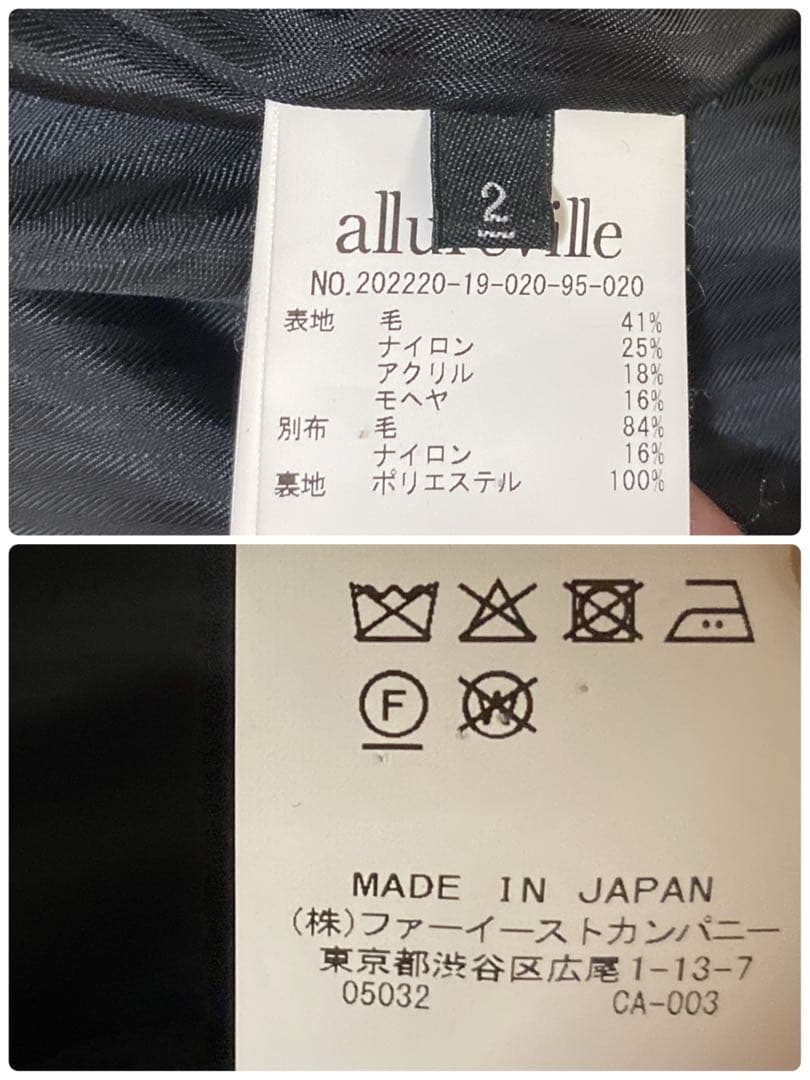 2
allureville
NO.202220-19-020-95-020
表地 毛 41%
ナイロン 25%
アクリル 18%
モヘヤ 16%
別布 毛 84%
ナイロン 16%
裏地 ポリエステル 100%
F W
MADE IN JAPAN
(株)ファーイーストカンパニー
東京都渋谷区広尾1-13-7
05032 CA-003